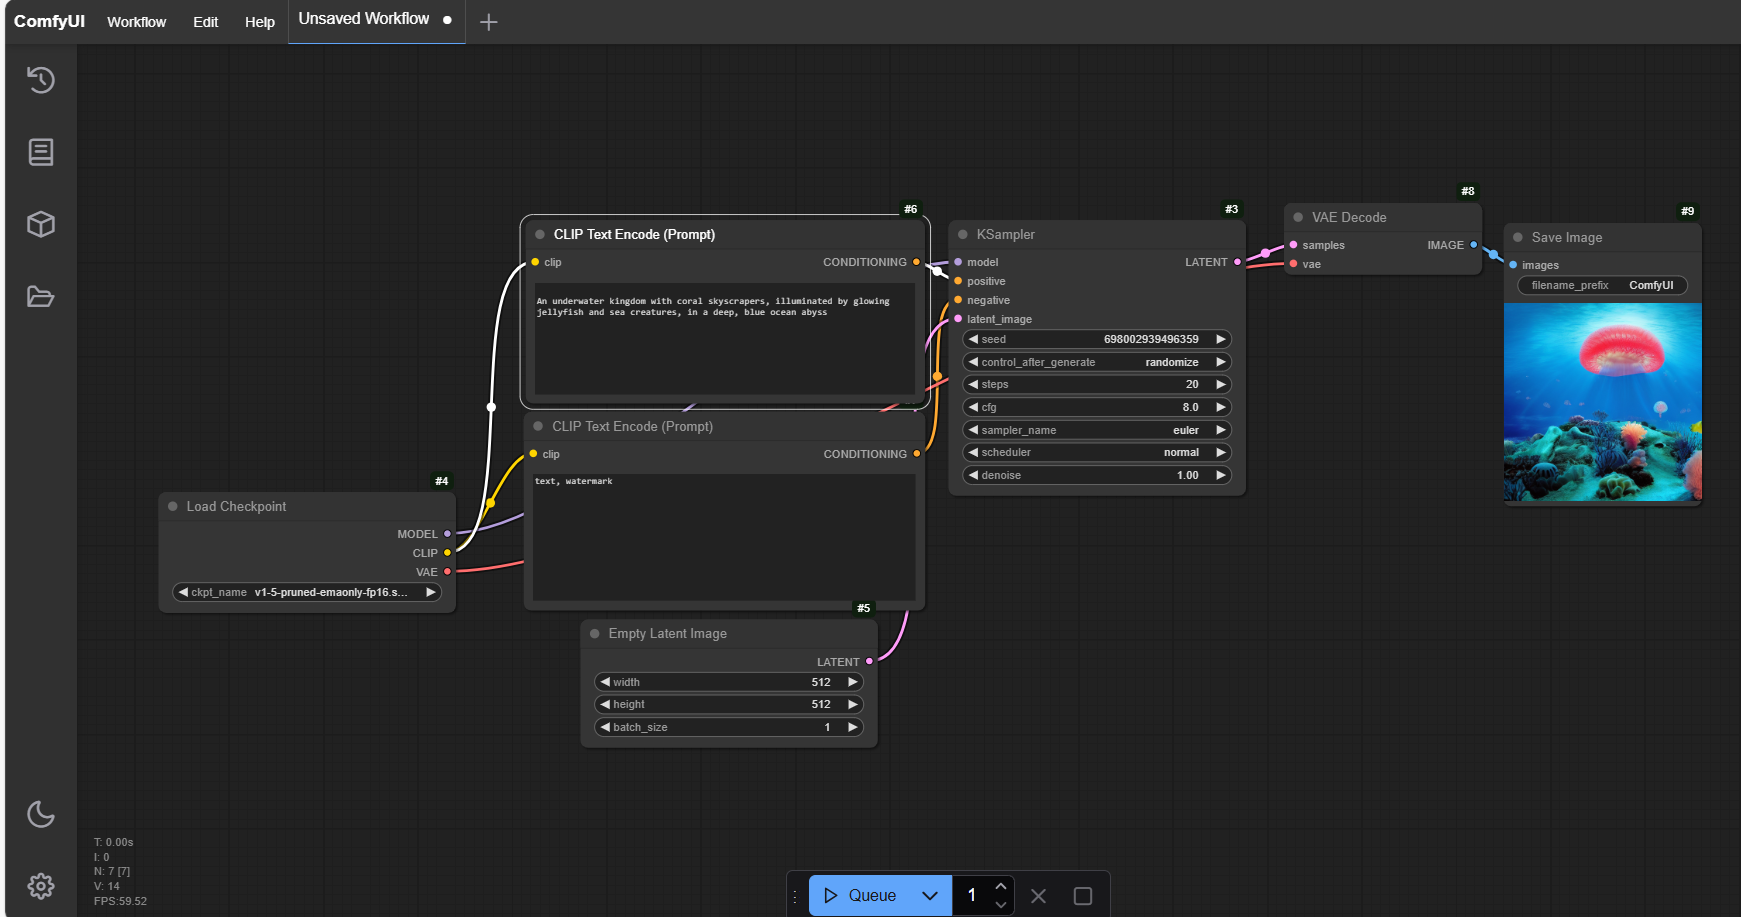 ComfyUI Workflow Edit Help Unsaved Workflow
#6
CLIP Text Encode (Prompt)
clip CONDITIONING
An underwater kingdom with coral skyscrapers, illuminated by glowing
jellyfish and sea creatures, in a deep, blue ocean abyss
CLIP Text Encode (Prompt)
clip CONDITIONING
text, watermark
#4
Load Checkpoint
MODEL
CLIP
VAE
ckpt_name v1-5-pruned-emaonly-fp16.s...
#5
Empty Latent Image
LATENT
width 512
height 512
batch_size 1
#3
KSampler
model LATENT
positive
negative
latent_image
seed 698002939496359
control_after_generate randomize
steps 20
cfg 8.0
sampler_name euler
scheduler normal
denoise 1.00
#8
VAE Decode
samples IMAGE
vae
#9
Save Image
images
filename_prefix ComfyUI
T: 0.00s
I: 0
N: 7 [7]
V: 14
FPS:59.52
Queue 1